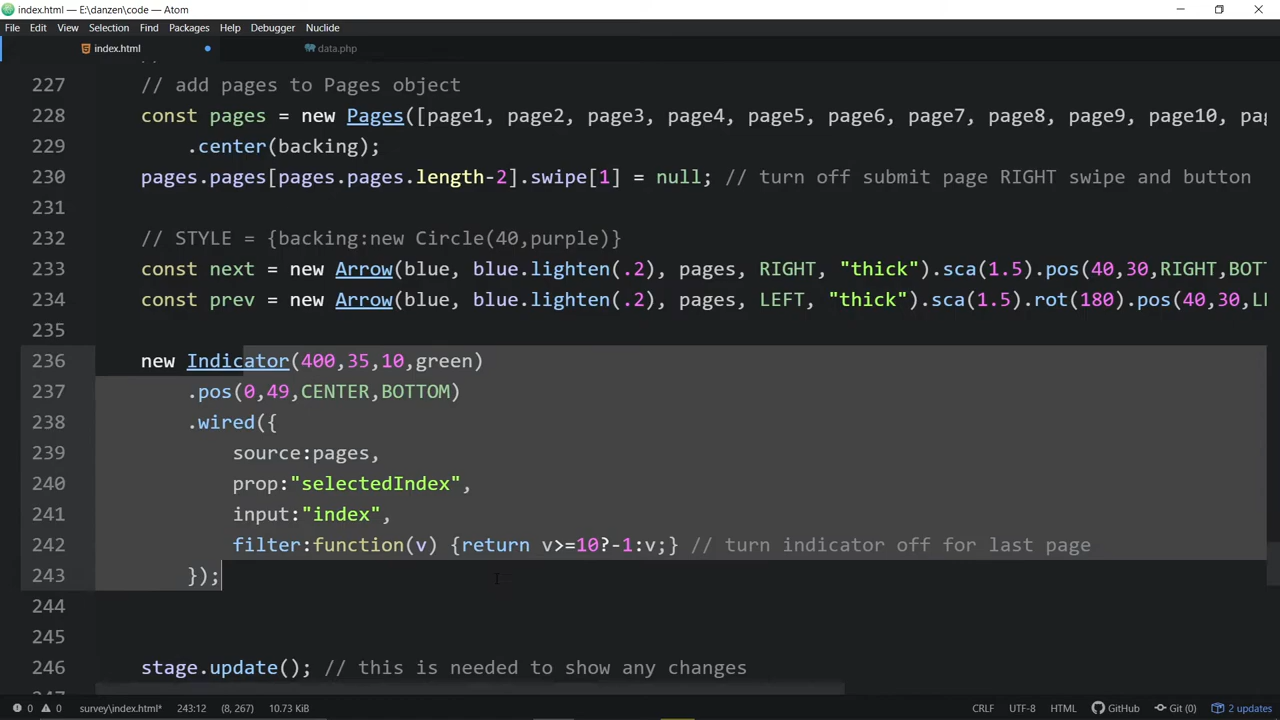 index.html — E:\danzen\code — Atom
File Edit View Selection Find Packages Help Debugger Nuclide
index.html data.php
227 // add pages to Pages object
228 const pages = new Pages([page1, page2, page3, page4, page5, page6, page7, page8, page9, page10, pag
229 .center(backing);
230 pages.pages[pages.pages.length-2].swipe[1] = null; // turn off submit page RIGHT swipe and button
231
232 // STYLE = {backing:new Circle(40,purple)}
233 const next = new Arrow(blue, blue.lighten(.2), pages, RIGHT, "thick").sca(1.5).pos(40,30,RIGHT,BOT
234 const prev = new Arrow(blue, blue.lighten(.2), pages, LEFT, "thick").sca(1.5).rot(180).pos(40,30,LE
235
236 new Indicator(400,35,10,green)
237 .pos(0,49,CENTER,BOTTOM)
238 .wired({
239 source:pages,
240 prop:"selectedIndex",
241 input:"index",
242 filter:function(v) {return v>=10?-1:v;} // turn indicator off for last page
243 });
244
245
246 stage.update(); // this is needed to show any changes
0 0 survey\index.html* 243:12 (8, 267) 10.73 KiB CRLF UTF-8 HTML GitHub Git (0) 2 updates